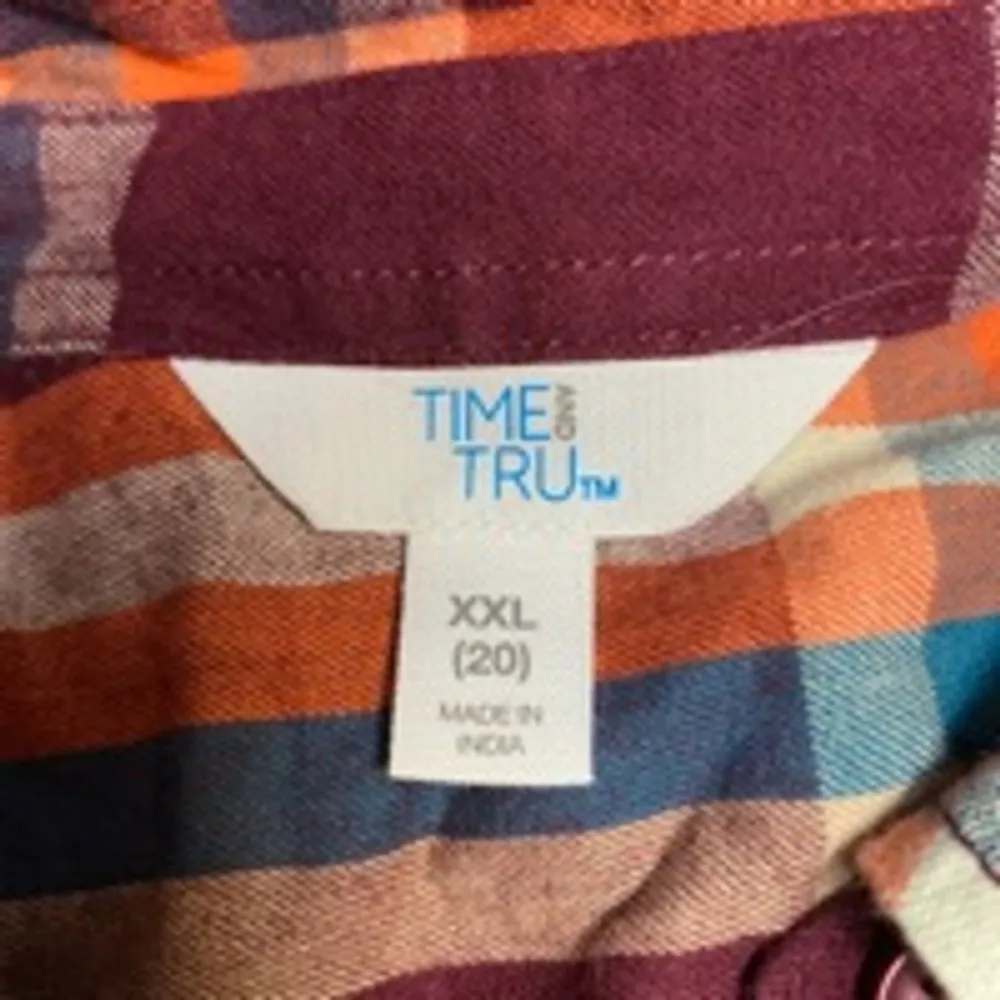 TIME AND
TRU™
XXL
(20)
MADE IN
INDIA